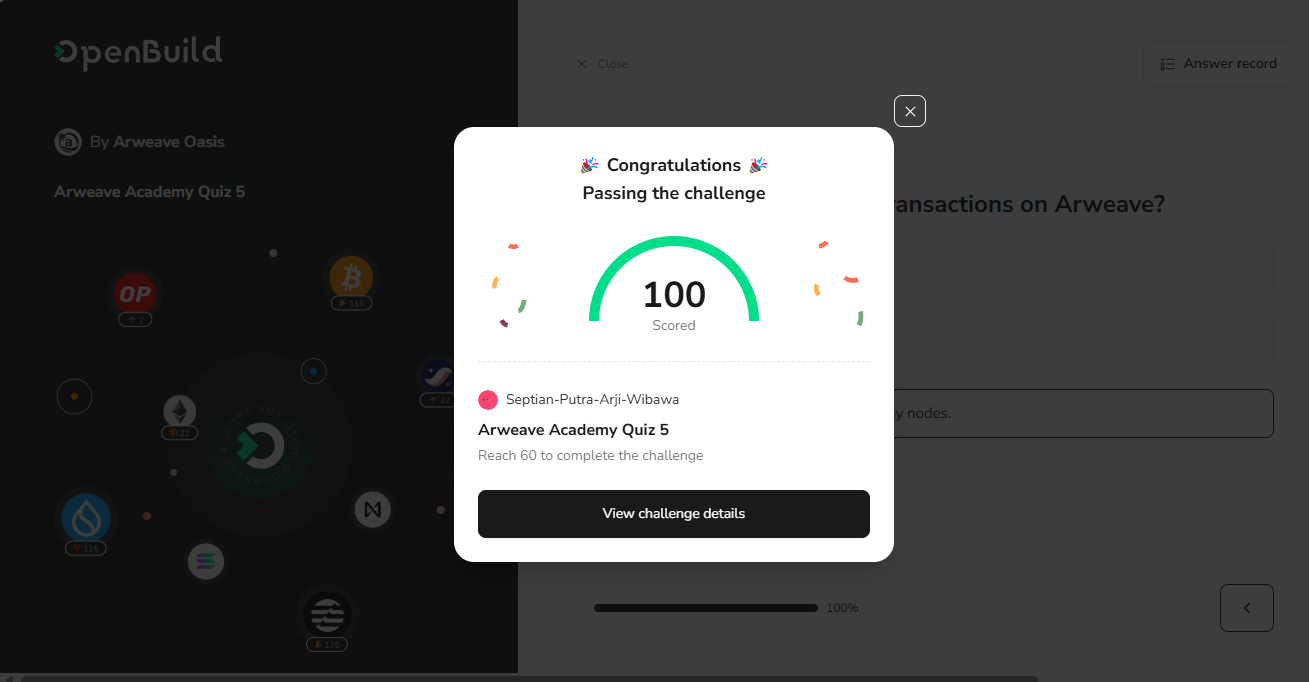 OpenBuild
By Arweave Oasis
Arweave Academy Quiz 5
OP
2
115
32
115
115
Close
Answer record
ansactions on Arweave?
y nodes.
100%
Congratulations
Passing the challenge
100
Scored
Septian-Putra-Arji-Wibawa
Arweave Academy Quiz 5
Reach 60 to complete the challenge
View challenge details